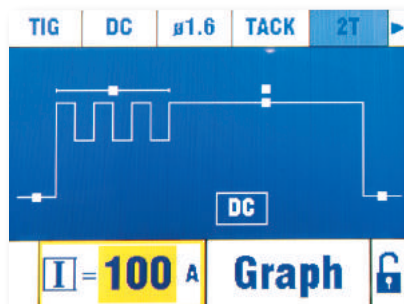 TIG DC ø1.6 TACK 2T
DC
I = 100 A Graph